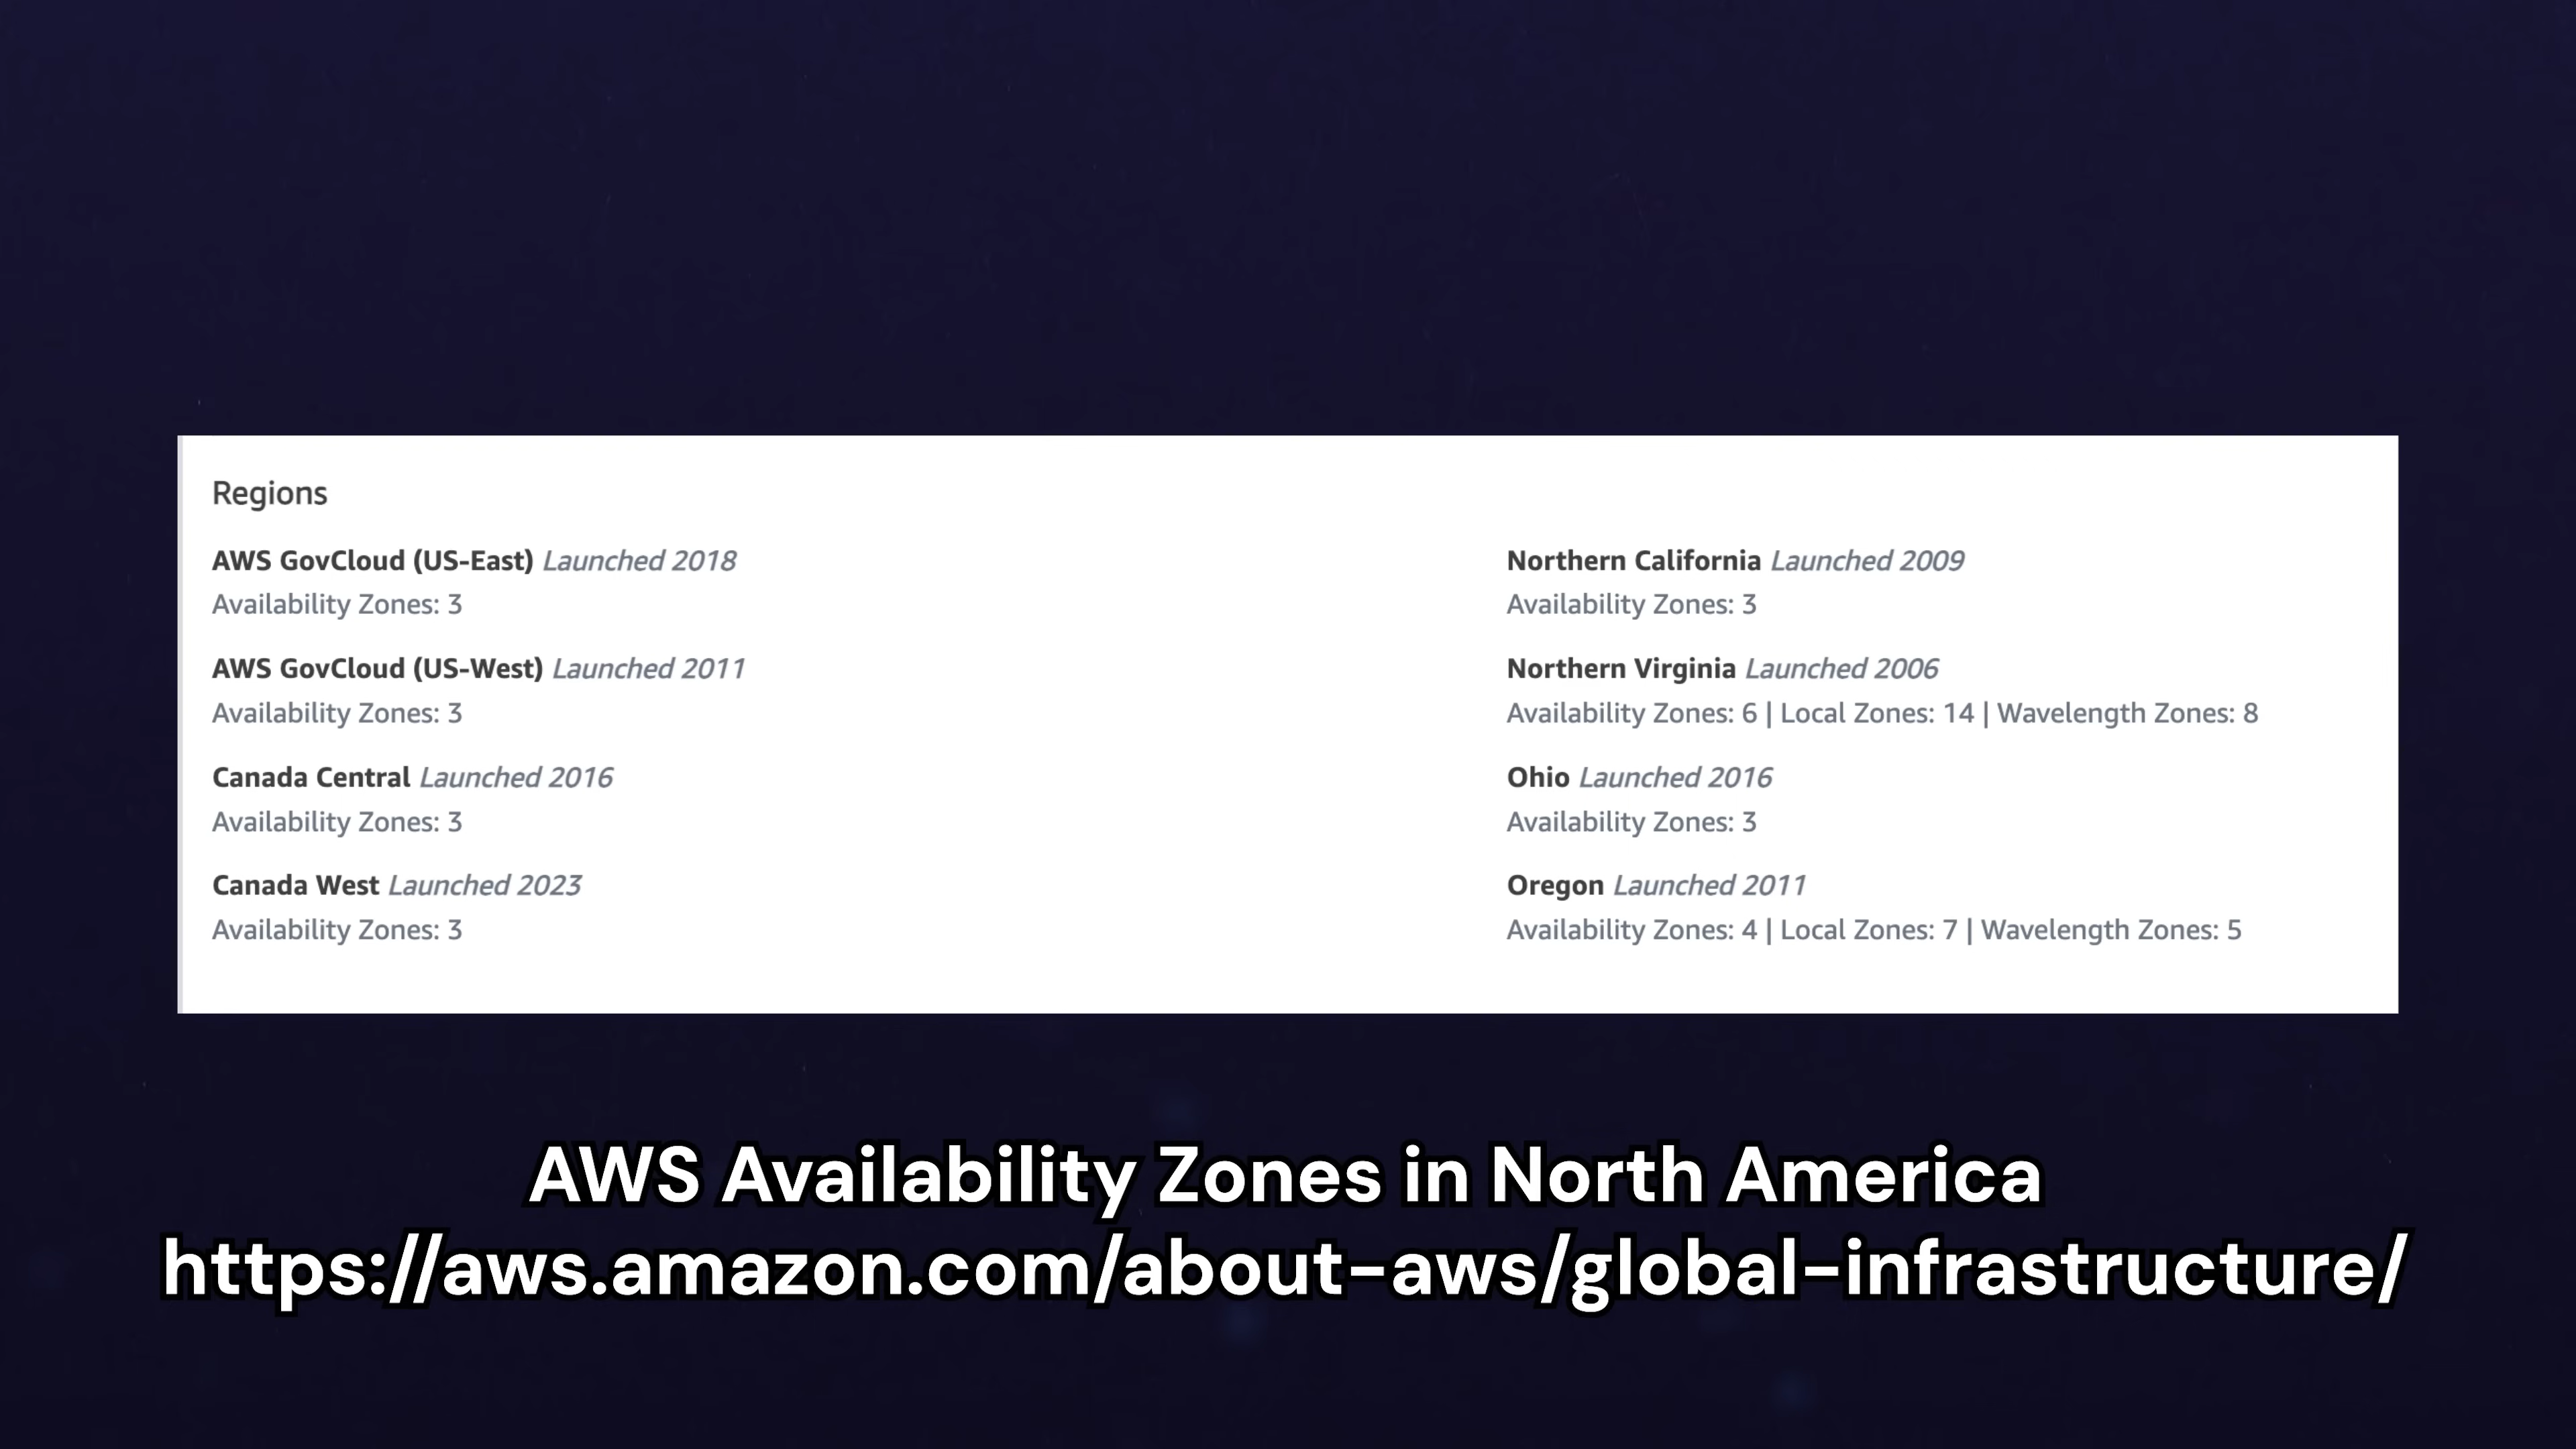 Regions
AWS GovCloud (US-East) Launched 2018
Availability Zones: 3
AWS GovCloud (US-West) Launched 2011
Availability Zones: 3
Canada Central Launched 2016
Availability Zones: 3
Canada West Launched 2023
Availability Zones: 3
Northern California Launched 2009
Availability Zones: 3
Northern Virginia Launched 2006
Availability Zones: 6 | Local Zones: 14 | Wavelength Zones: 8
Ohio Launched 2016
Availability Zones: 3
Oregon Launched 2011
Availability Zones: 4 | Local Zones: 7 | Wavelength Zones: 5
AWS Availability Zones in North America
https://aws.amazon.com/about-aws/global-infrastructure/